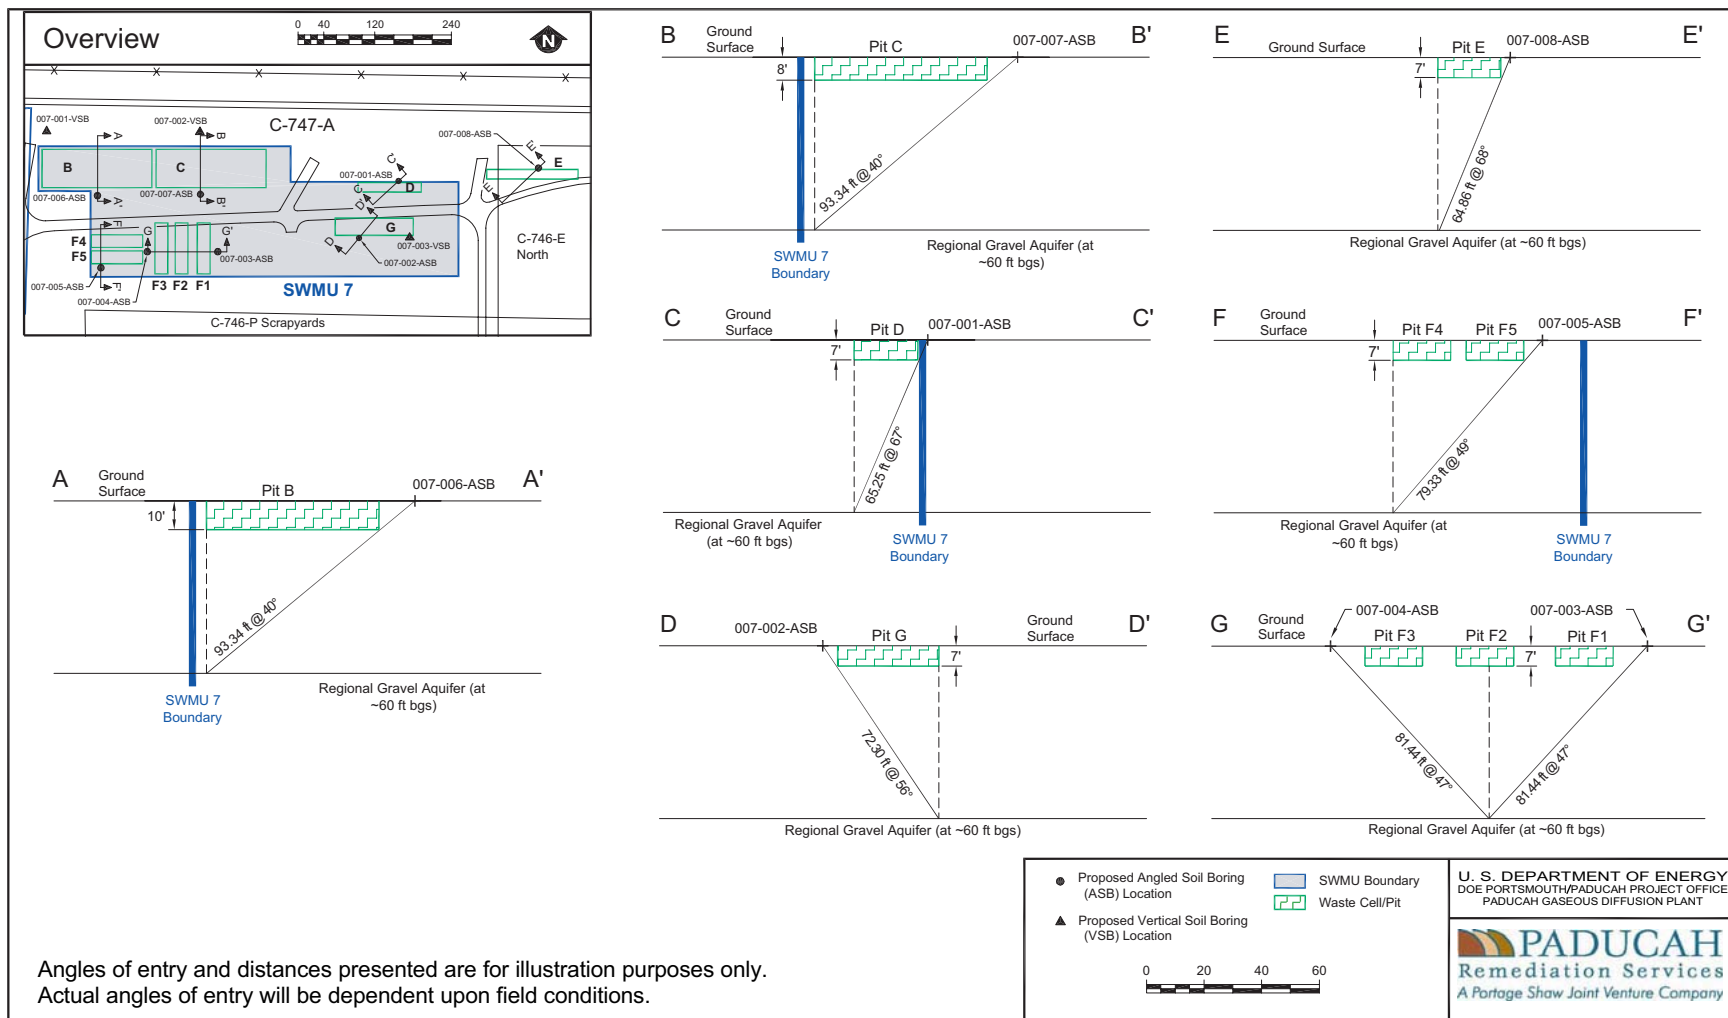 Overview
0 40 120 240
N
007-001-VSB
007-002-VSB
C-747-A
007-008-ASB
A
B
B
C
007-001-ASB
C'
D
E'
E
007-006-ASB
007-007-ASB
A'
B'
C
D'
E
F
G
G'
G
007-003-VSB
C-746-E
North
F4
F5
D
007-003-ASB
007-002-ASB
007-005-ASB
F'
007-004-ASB
F3 F2 F1
SWMU 7
C-746-P Scrapyards
B
Ground
Surface
Pit C
007-007-ASB
B'
8'
93.34 ft @ 40°
Regional Gravel Aquifer (at
~60 ft bgs)
SWMU 7
Boundary
E
Ground Surface
Pit E
007-008-ASB
E'
7'
64.86 ft @ 68°
Regional Gravel Aquifer (at ~60 ft bgs)
C
Ground
Surface
Pit D
007-001-ASB
C'
7'
65.25 ft @ 67°
Regional Gravel Aquifer
(at ~60 ft bgs)
SWMU 7
Boundary
F
Ground
Surface
Pit F4
Pit F5
007-005-ASB
F'
7'
79.33 ft @ 49°
Regional Gravel Aquifer (at
~60 ft bgs)
SWMU 7
Boundary
A
Ground
Surface
Pit B
007-006-ASB
A'
10'
93.34 ft @ 40°
Regional Gravel Aquifer (at
~60 ft bgs)
SWMU 7
Boundary
D
007-002-ASB
Pit G
Ground
Surface
D'
7'
72.30 ft @ 56°
Regional Gravel Aquifer (at ~60 ft bgs)
G
Ground
Surface
007-004-ASB
007-003-ASB
G'
Pit F3
Pit F2
Pit F1
7'
81.44 ft @ 47°
81.44 ft @ 47°
Regional Gravel Aquifer (at ~60 ft bgs)
Proposed Angled Soil Boring
(ASB) Location
Proposed Vertical Soil Boring
(VSB) Location
SWMU Boundary
Waste Cell/Pit
0 20 40 60
U. S. DEPARTMENT OF ENERGY
DOE PORTSMOUTH/PADUCAH PROJECT OFFICE
PADUCAH GASEOUS DIFFUSION PLANT
PADUCAH
Remediation Services
A Portage Shaw Joint Venture Company
Angles of entry and distances presented are for illustration purposes only.
Actual angles of entry will be dependent upon field conditions.